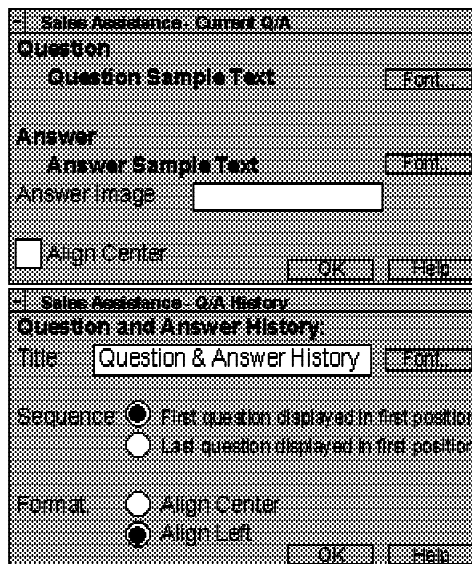 Sales Assistance - Current Q/A
Question
Question Sample Text
Font...
Answer
Answer Sample Text
Font...
Answer Image
Align Center
OK
Help
Sales Assistance - Q/A History
Question and Answer History:
Title:
Question & Answer History
Font...
Sequence:
First question displayed in first position
Last question displayed in first position
Format:
Align Center
Align Left
OK
Help